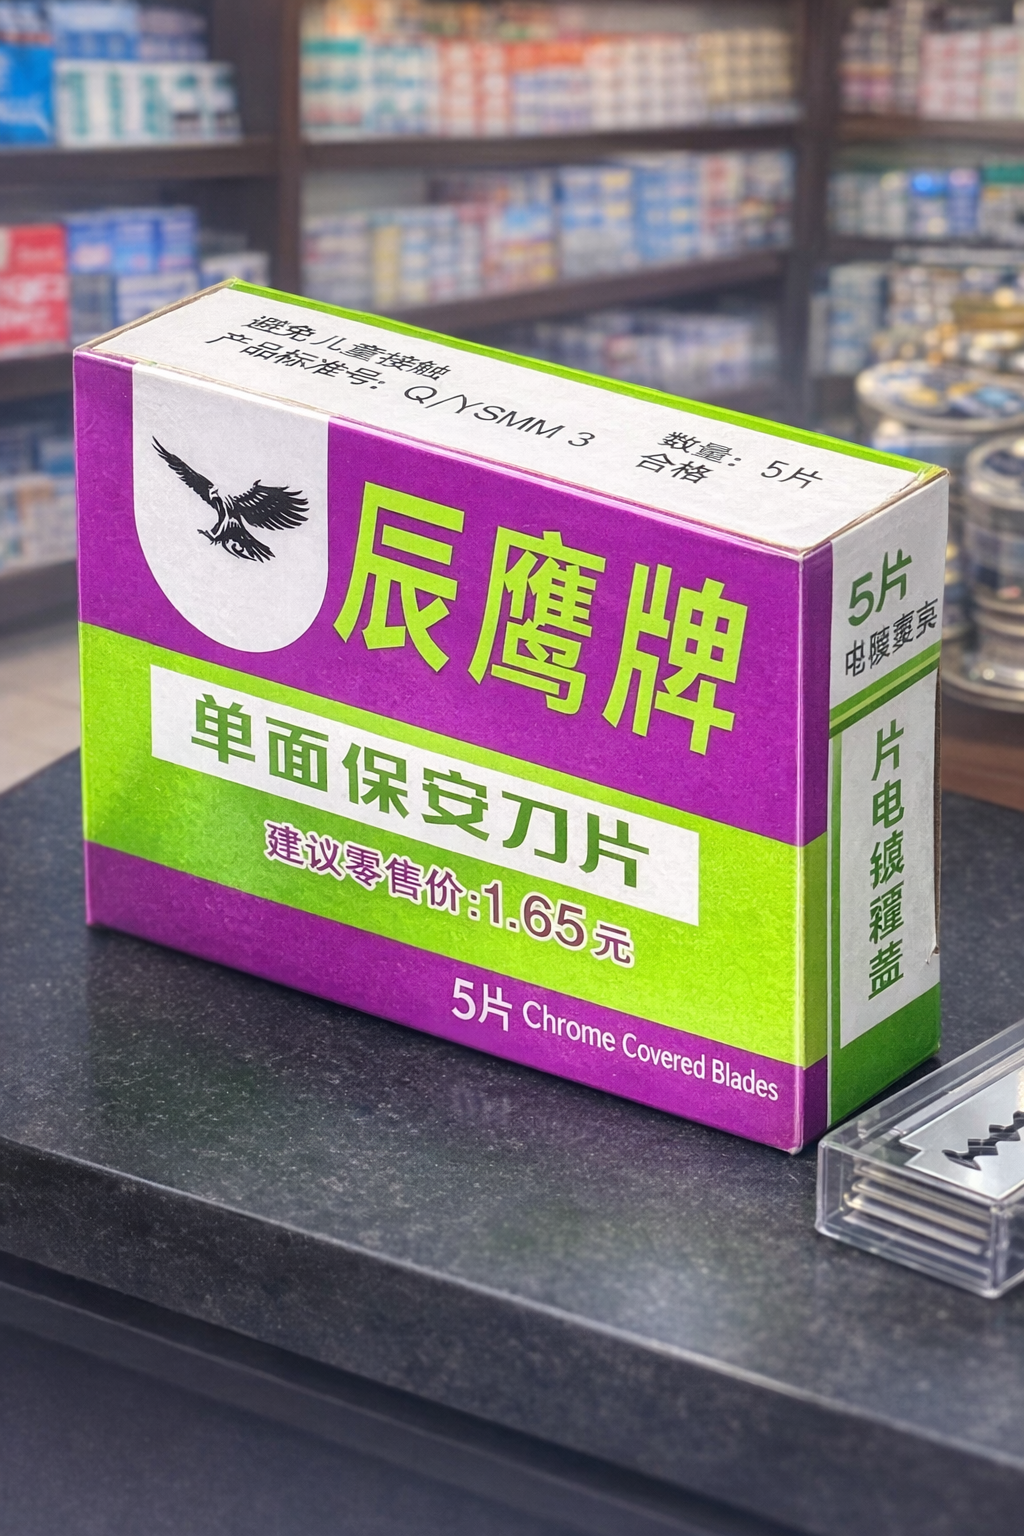 避免儿童接触
产品标准号：Q/YSMM 3
数量：5片
合格
辰鹰牌
单面保安刀片
建议零售价:1.65元
5片 Chrome Covered Blades
5片
片电